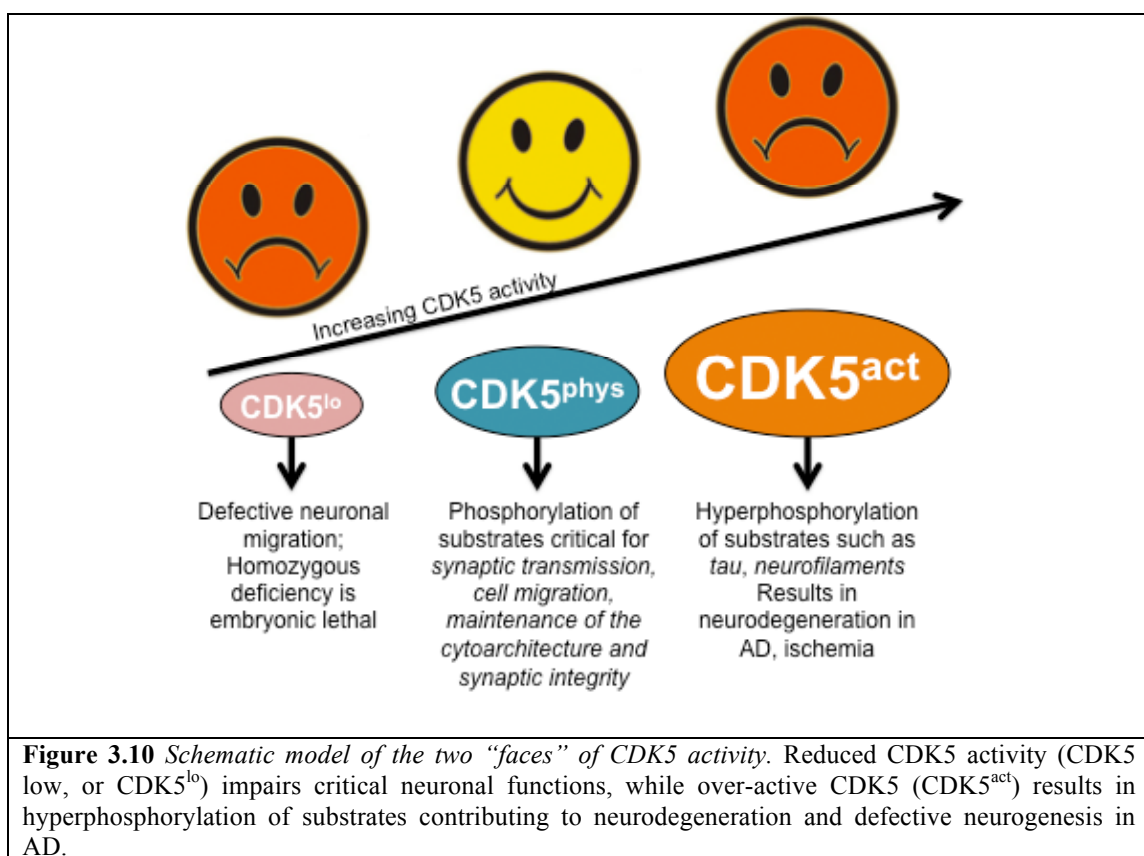 Increasing CDK5 activity
CDK5lo
CDK5phys
CDK5act
Defective neuronal
migration;
Homozygous
deficiency is
embryonic lethal
Phosphorylation of
substrates critical for
synaptic transmission,
cell migration,
maintenance of the
cytoarchitecture and
synaptic integrity
Hyperphosphorylation
of substrates such as
tau, neurofilaments
Results in
neurodegeneration in
AD, ischemia
Figure 3.10 Schematic model of the two “faces” of CDK5 activity. Reduced CDK5 activity (CDK5
low, or CDK5lo) impairs critical neuronal functions, while over-active CDK5 (CDK5act) results in
hyperphosphorylation of substrates contributing to neurodegeneration and defective neurogenesis in
AD.